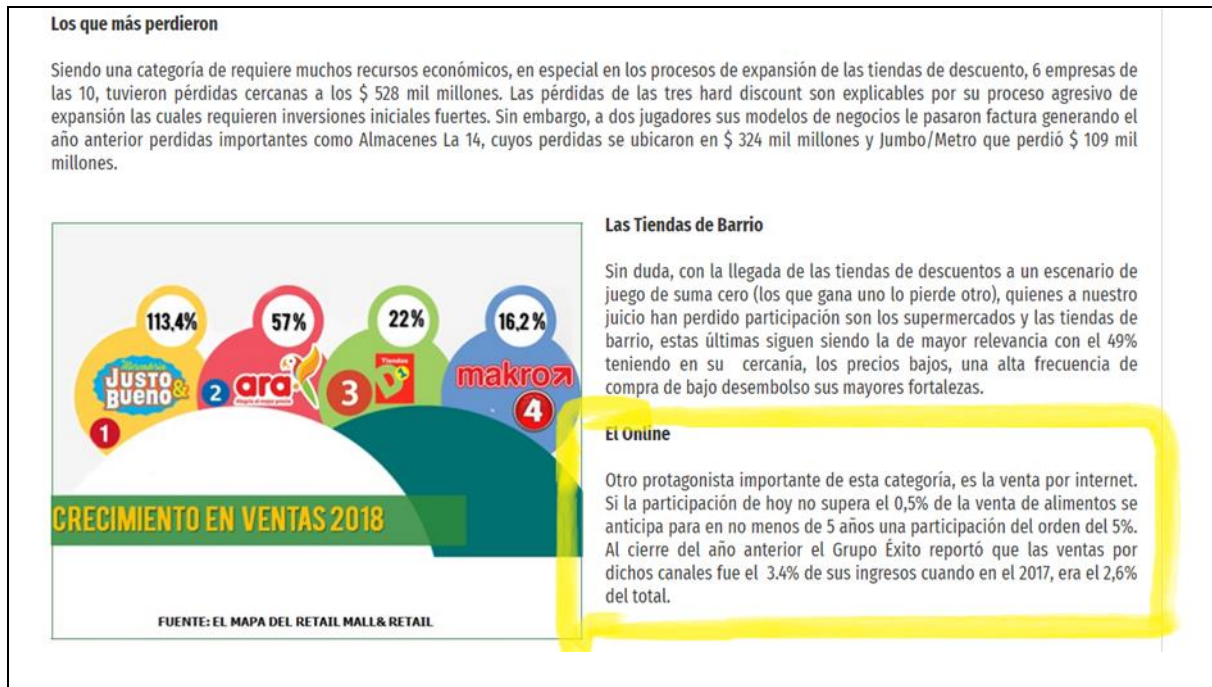 Los que más perdieron
Siendo una categoría de requiere muchos recursos económicos, en especial en los procesos de expansión de las tiendas de descuento, 6 empresas de
las 10, tuvieron pérdidas cercanas a los $ 528 mil millones. Las pérdidas de las tres hard discount son explicables por su proceso agresivo de
expansión las cuales requieren inversiones iniciales fuertes. Sin embargo, a dos jugadores sus modelos de negocios le pasaron factura generando el
año anterior perdidas importantes como Almacenes La 14, cuyos perdidas se ubicaron en $ 324 mil millones y Jumbo/Metro que perdió $ 109 mil
millones.
113,4%
57%
22%
16,2 %
Mercadería
JUSTO &
BUENO
1
2
ara
Alegría al mejor precio
3
Tiendas
D1
makro
4
CRECIMIENTO EN VENTAS 2018
FUENTE: EL MAPA DEL RETAIL MALL& RETAIL
Las Tiendas de Barrio
Sin duda, con la llegada de las tiendas de descuentos a un escenario de
juego de suma cero (los que gana uno lo pierde otro), quienes a nuestro
juicio han perdido participación son los supermercados y las tiendas de
barrio, estas últimas siguen siendo la de mayor relevancia con el 49%
teniendo en su cercanía, los precios bajos, una alta frecuencia de
compra de bajo desembolso sus mayores fortalezas.
El Online
Otro protagonista importante de esta categoría, es la venta por internet.
Si la participación de hoy no supera el 0,5% de la venta de alimentos se
anticipa para en no menos de 5 años una participación del orden del 5%.
Al cierre del año anterior el Grupo Éxito reportó que las ventas por
dichos canales fue el 3.4% de sus ingresos cuando en el 2017, era el 2,6%
del total.